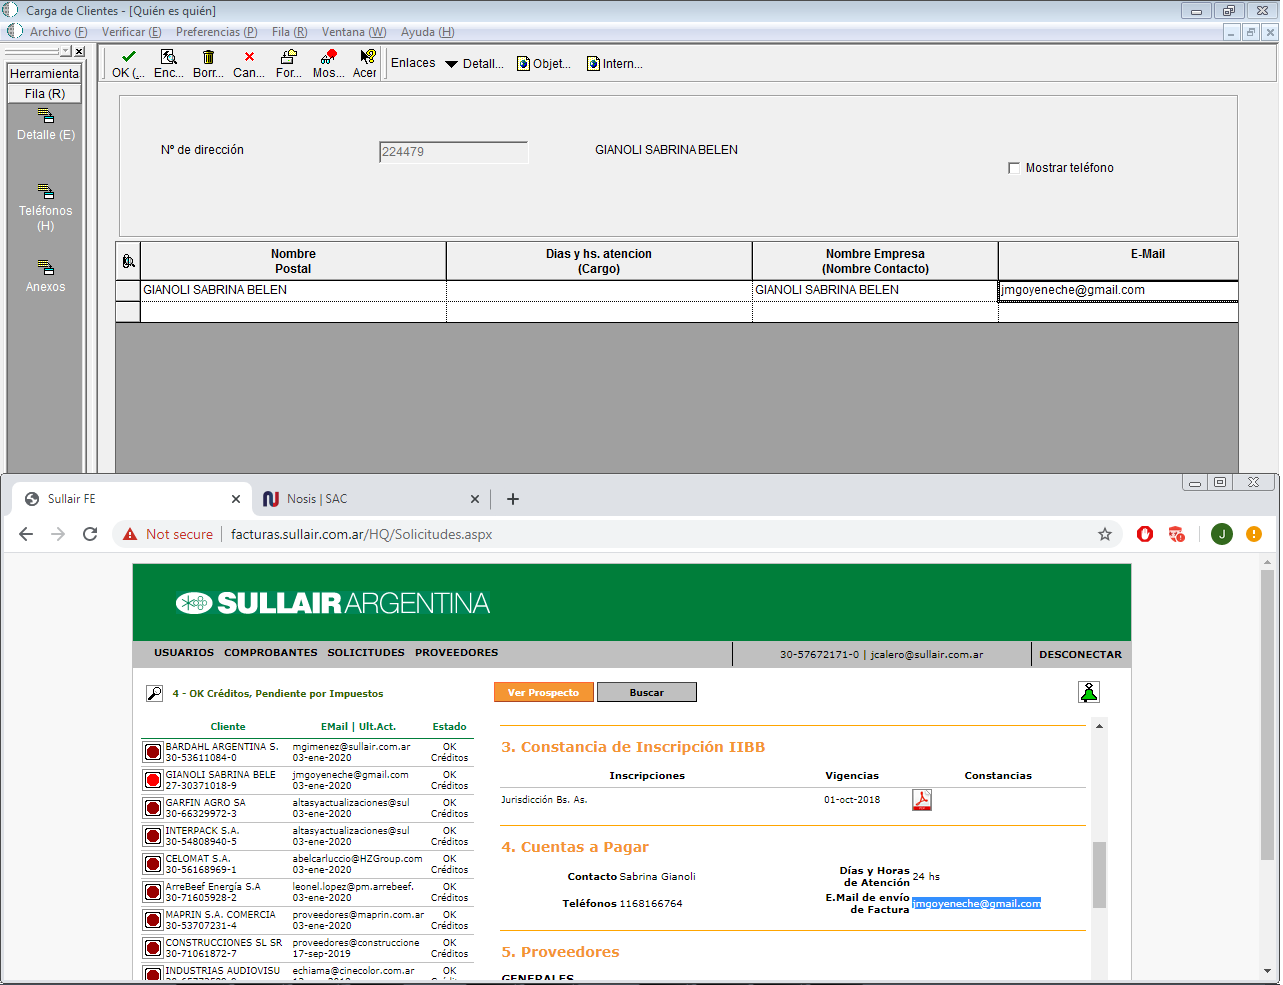 Carga de Clientes - [Quién es quién]
Archivo (F) Verificar (E) Preferencias (P) Fila (R) Ventana (W) Ayuda (H)
OK (... Enc... Borr... Can... For... Mos... Acer Enlaces Detall... Objet... Intern...
Herramienta
Fila (R)
Detalle (E)
Teléfonos
(H)
Anexos
Nº de dirección 224479 GIANOLI SABRINA BELEN
Mostrar teléfono
Nombre
Postal
Dias y hs. atencion
(Cargo)
Nombre Empresa
(Nombre Contacto)
E-Mail
GIANOLI SABRINA BELEN GIANOLI SABRINA BELEN jmgoyeneche@gmail.com
Sullair FE Nosis | SAC
Not secure facturas.sullair.com.ar/HQ/Solicitudes.aspx J
SULLAIR ARGENTINA
USUARIOS COMPROBANTES SOLICITUDES PROVEEDORES 30-57672171-0 | jcalero@sullair.com.ar DESCONECTAR
4 - OK Créditos, Pendiente por Impuestos
Ver Prospecto Buscar
Cliente EMail | Ult.Act. Estado
BARDAHL ARGENTINA S. mgimenez@sullair.com.ar OK
30-53611084-0 03-ene-2020 Créditos
GIANOLI SABRINA BELE jmgoyeneche@gmail.com OK
27-30371018-9 03-ene-2020 Créditos
GARFIN AGRO SA altasyactualizaciones@sul OK
30-66329972-3 03-ene-2020 Créditos
INTERPACK S.A. altasyactualizaciones@sul OK
30-54808940-5 03-ene-2020 Créditos
CELOMAT S.A. abelcarluccio@HZGroup.com OK
30-56168969-1 03-ene-2020 Créditos
ArreBeef Energía S.A leonel.lopez@pm.arrebeef. OK
30-71605928-2 03-ene-2020 Créditos
MAPRIN S.A. COMERCIA proveedores@maprin.com.ar OK
30-53707231-4 03-ene-2020 Créditos
CONSTRUCCIONES SL SR proveedores@construccione OK
30-71061872-7 17-sep-2019 Créditos
INDUSTRIAS AUDIOVISU echiama@cinecolor.com.ar OK
3. Constancia de Inscripción IIBB
Inscripciones Vigencias Constancias
Jurisdicción Bs. As. 01-oct-2018
4. Cuentas a Pagar
Contacto Sabrina Gianoli
Días y Horas
de Atención 24 hs
Teléfonos 1168166764
E.Mail de envío
de Factura jmgoyeneche@gmail.com
5. Proveedores
GENERALES